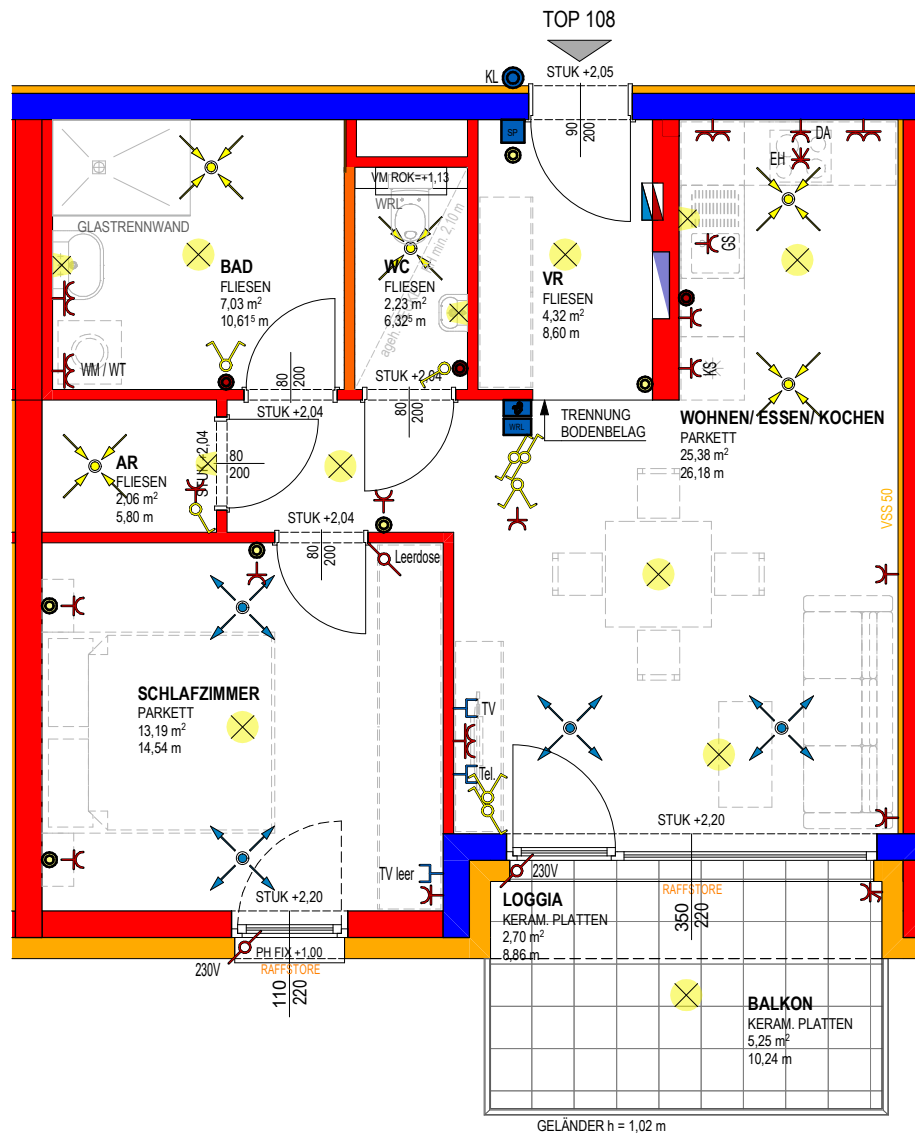 TOP 108
KL
STUK +2,05
90
200
SP
DA
EH
VM ROK=+1,13
WRL
GLASTRENNWAND
ageh.
RH min. 2,10 m
GS
BAD
FLIESEN
7,03 m²
10,61⁵ m
WC
FLIESEN
2,23 m²
6,32⁵ m
VR
FLIESEN
4,32 m²
8,60 m
WM / WT
KS
80
200
STUK +2,04
STUK +2,04
80
200
WRL
TRENNUNG
BODENBELAG
WOHNEN/ ESSEN/ KOCHEN
PARKETT
25,38 m²
26,18 m
AR
FLIESEN
2,06 m²
5,80 m
STUK +2,04
80
200
VSS 50
STUK +2,04
80
200
Leerdose
SCHLAFZIMMER
PARKETT
13,19 m²
14,54 m
TV
Tel.
STUK +2,20
TV leer
230V
STUK +2,20
RAFFSTORE
LOGGIA
KERAM. PLATTEN
2,70 m²
8,86 m
350
220
PH FIX +1,00
230V
RAFFSTORE
110
220
BALKON
KERAM. PLATTEN
5,25 m²
10,24 m
GELÄNDER h = 1,02 m